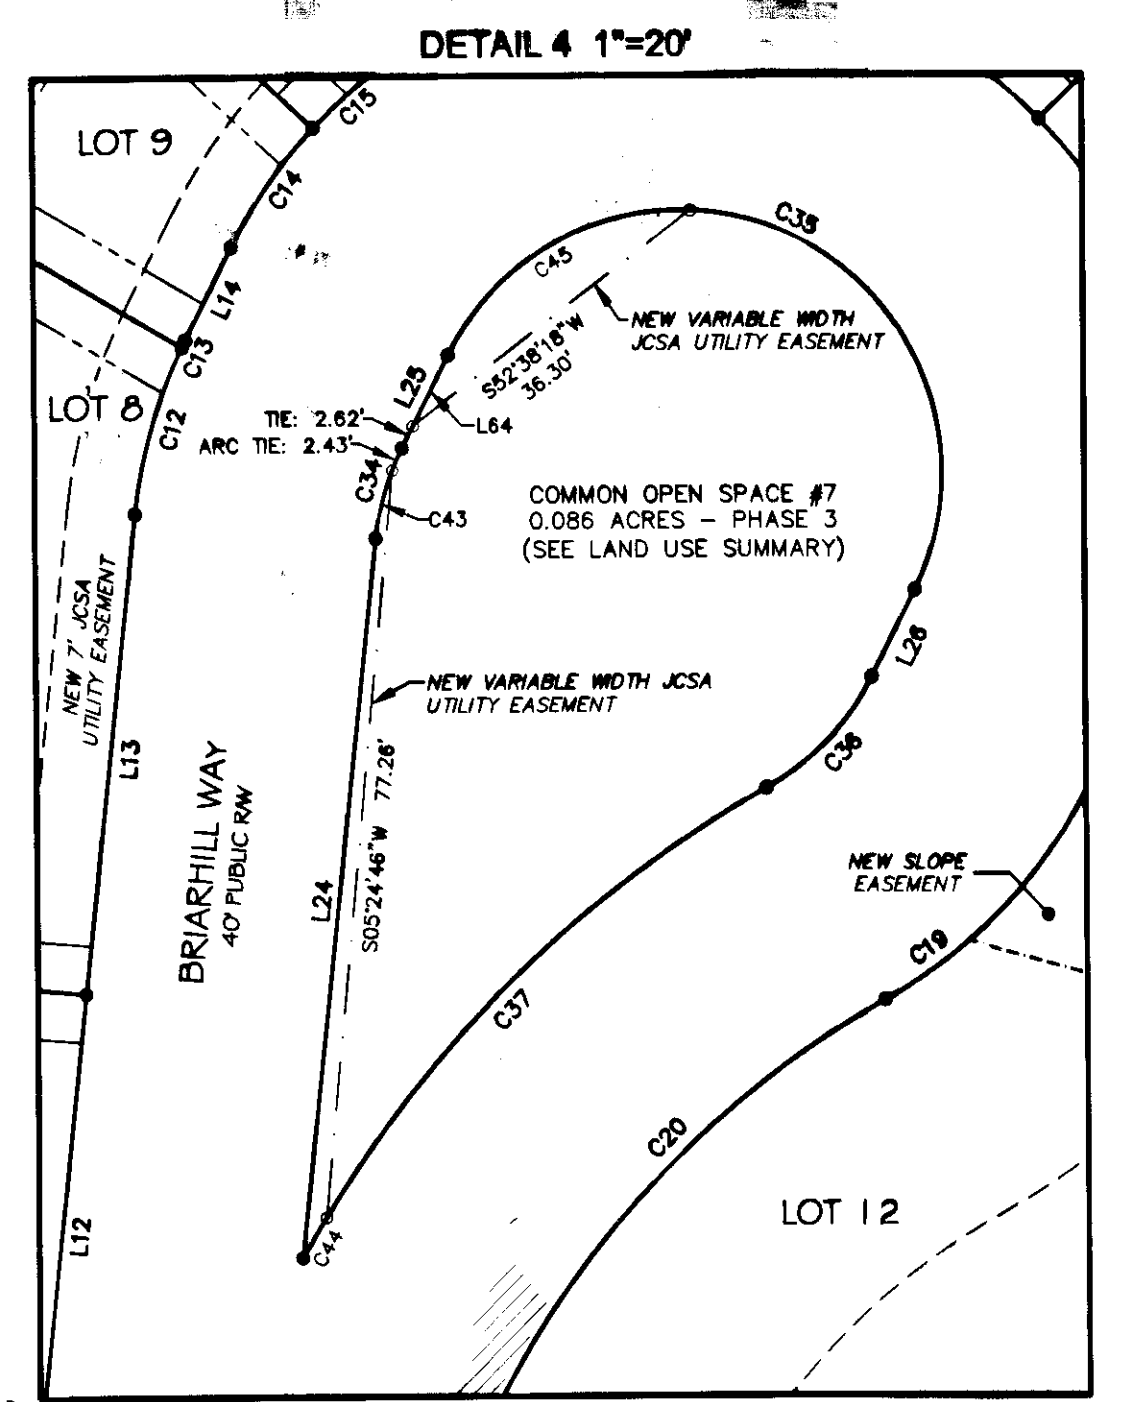 DETAIL 4 1"=20'
LOT 9
C15
C14
C35
C45
L14
NEW VARIABLE WIDTH
JCSA UTILITY EASEMENT
C13
S52°38'18"W
36.30'
L25
LOT 8
C12
TIE: 2.62'
L64
ARC TIE: 2.43'
C34
COMMON OPEN SPACE #7
0.086 ACRES - PHASE 3
(SEE LAND USE SUMMARY)
C43
NEW 7' JCSA
UTILITY EASEMENT
L26
NEW VARIABLE WIDTH JCSA
UTILITY EASEMENT
L13
C36
S05°24'46"W 77.26'
BRIARHILL WAY
40' PUBLIC R/W
NEW SLOPE
EASEMENT
L24
C19
C37
C20
LOT 12
L12
C44